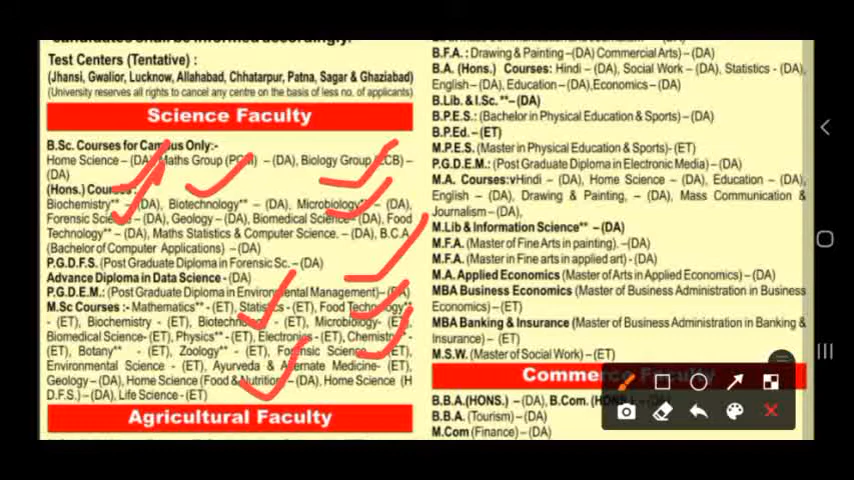 candidates shall be informed accordingly.
Test Centers (Tentative) :
(Jhansi, Gwalior, Lucknow, Allahabad, Chhatarpur, Patna, Sagar & Ghaziabad)
(University reserves all rights to cancel any centre on the basis of less no. of applicants)
Science Faculty
B.Sc. Courses for Campus Only:-
Home Science – (DA), Maths Group (PCM) – (DA), Biology Group (ZCB) –
(DA)
(Hons.) Courses:
Biochemistry – (DA), Biotechnology – (DA), Microbiology – (DA),
Forensic Science – (DA), Geology – (DA), Biomedical Science – (DA), Food
Technology** – (DA), Maths Statistics & Computer Science. – (DA), B.C.A.
(Bachelor of Computer Applications) – (DA)
P.G.D.F.S. (Post Graduate Diploma in Forensic Sc. – (DA)
Advance Diploma in Data Science - (DA)
P.G.D.E.M.: (Post Graduate Diploma in Environmental Management) – (DA)
M.Sc Courses :- Mathematics** - (ET), Statistics - (ET), Food Technology**
- (ET), Biochemistry - (ET), Biotechnology - (ET), Microbiology- (ET),
Biomedical Science - (ET), Physics** - (ET), Electronics - (ET), Chemistry**
- (ET), Botany** - (ET), Zoology** - (ET), Forensic Science - (ET),
Environmental Science - (ET), Ayurveda & Alternate Medicine- (ET),
Geology – (DA), Home Science (Food & Nutrition) – (DA), Home Science (H
D.F.S.) – (DA), Life Science - (ET)
Agricultural Faculty
B.F.A. : Drawing & Painting – (DA) Commercial Arts) – (DA)
B.A. (Hons.) Courses: Hindi – (DA), Social Work – (DA), Statistics - (DA),
English – (DA), Education – (DA), Economics – (DA)
B.Lib & I.Sc.**– (DA)
B.P.E.S.: (Bachelor in Physical Education & Sports) – (DA)
B.P.Ed. – (ET)
M.P.E.S. (Master in Physical Education & Sports) - (ET)
P.G.D.E.M.: (Post Graduate Diploma in Electronic Media) – (DA)
M.A. Courses:vHindi – (DA), Home Science – (DA), Education – (DA),
English - (DA), Drawing & Painting, – (DA), Mass Communication &
Journalism – (DA),
M.Lib & Information Science** – (DA)
M.F.A. (Master of Fine Arts in painting). –(DA)
M.F.A. (Master in Fine arts in applied art) – (DA)
M.A. Applied Economics (Master of Arts in Applied Economics) – (DA)
MBA Business Economics (Master of Business Administration in Business
Economics) – (ET)
MBA Banking & Insurance (Master of Business Administration in Banking &
Insurance) – (ET)
M.S.W. (Master of Social Work) – (ET)
Commerce Faculty
B.B.A.(HONS.) – (DA), B.Com. (HONS.)
B.B.A. (Tourism) – (DA)
M.Com (Finance) – (DA)